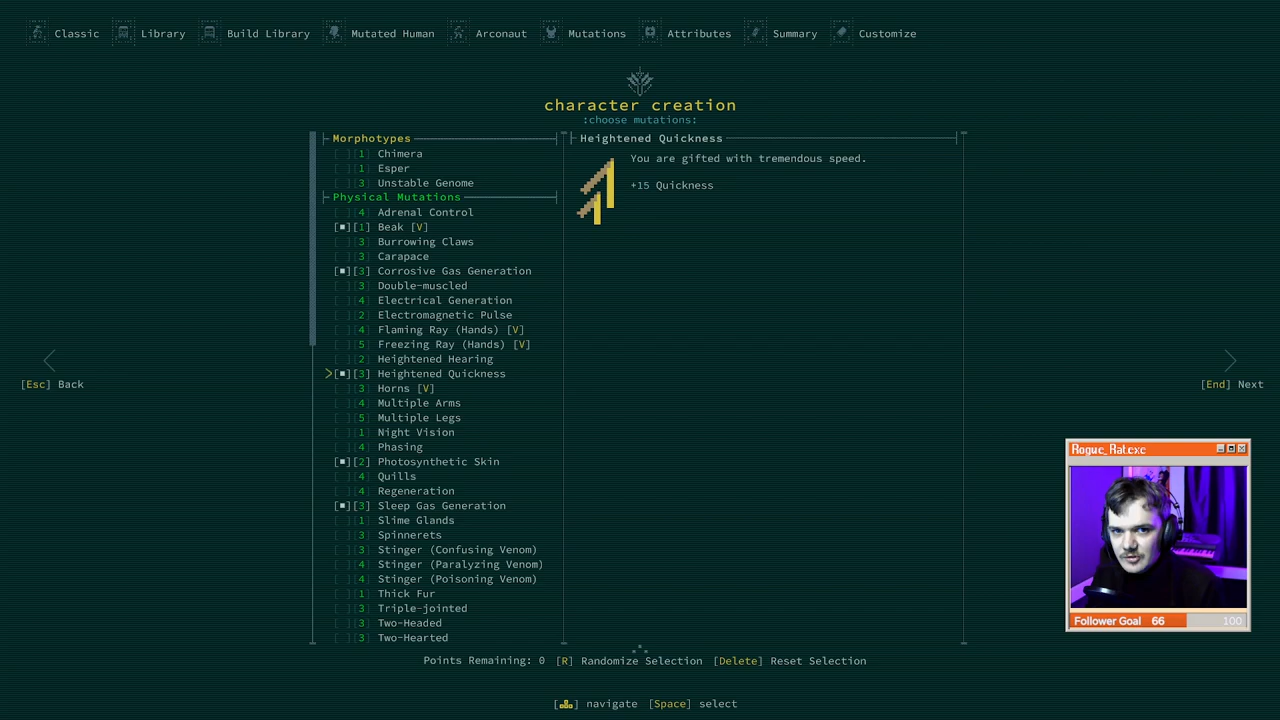 Classic Library Build Library Mutated Human Arconaut Mutations Attributes Summary Customize
character creation
:choose mutations:
Morphotypes
[ ][1] Chimera
[ ][1] Esper
[ ][3] Unstable Genome
Physical Mutations
[ ][4] Adrenal Control
[■][1] Beak [V]
[ ][3] Burrowing Claws
[ ][3] Carapace
[■][3] Corrosive Gas Generation
[ ][3] Double-muscled
[ ][4] Electrical Generation
[ ][2] Electromagnetic Pulse
[ ][4] Flaming Ray (Hands) [V]
[ ][5] Freezing Ray (Hands) [V]
[ ][2] Heightened Hearing
>[■][3] Heightened Quickness
[ ][3] Horns [V]
[ ][4] Multiple Arms
[ ][5] Multiple Legs
[ ][1] Night Vision
[ ][4] Phasing
[■][2] Photosynthetic Skin
[ ][4] Quills
[ ][4] Regeneration
[■][3] Sleep Gas Generation
[ ][1] Slime Glands
[ ][3] Spinnerets
[ ][3] Stinger (Confusing Venom)
[ ][4] Stinger (Paralyzing Venom)
[ ][4] Stinger (Poisoning Venom)
[ ][1] Thick Fur
[ ][3] Triple-jointed
[ ][3] Two-Headed
[ ][3] Two-Hearted
Heightened Quickness
You are gifted with tremendous speed.
+15 Quickness
[Esc] Back
[End] Next
Rogue_Rat.exe
Follower Goal 66 100
Points Remaining: 0 [R] Randomize Selection [Delete] Reset Selection
navigate [Space] select